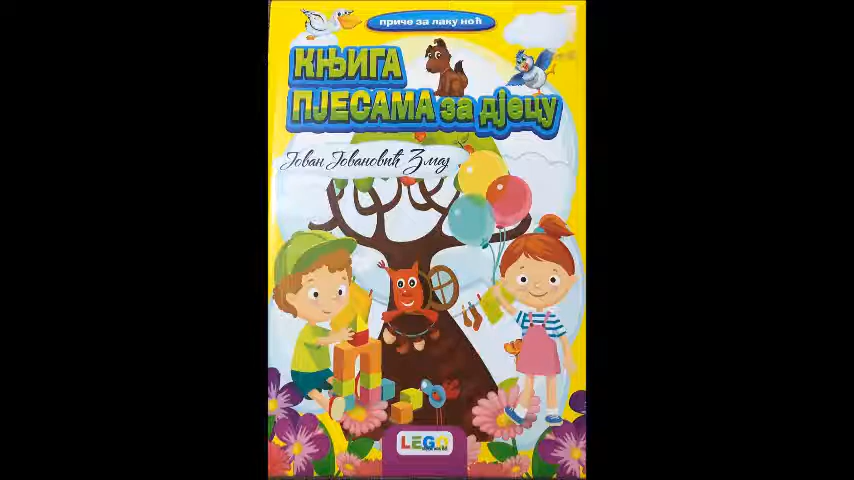 приче за лаку ноћ
КЊИГА
ПЈЕСАМА за дјецу
Јован Јовановић Змај
LEGO